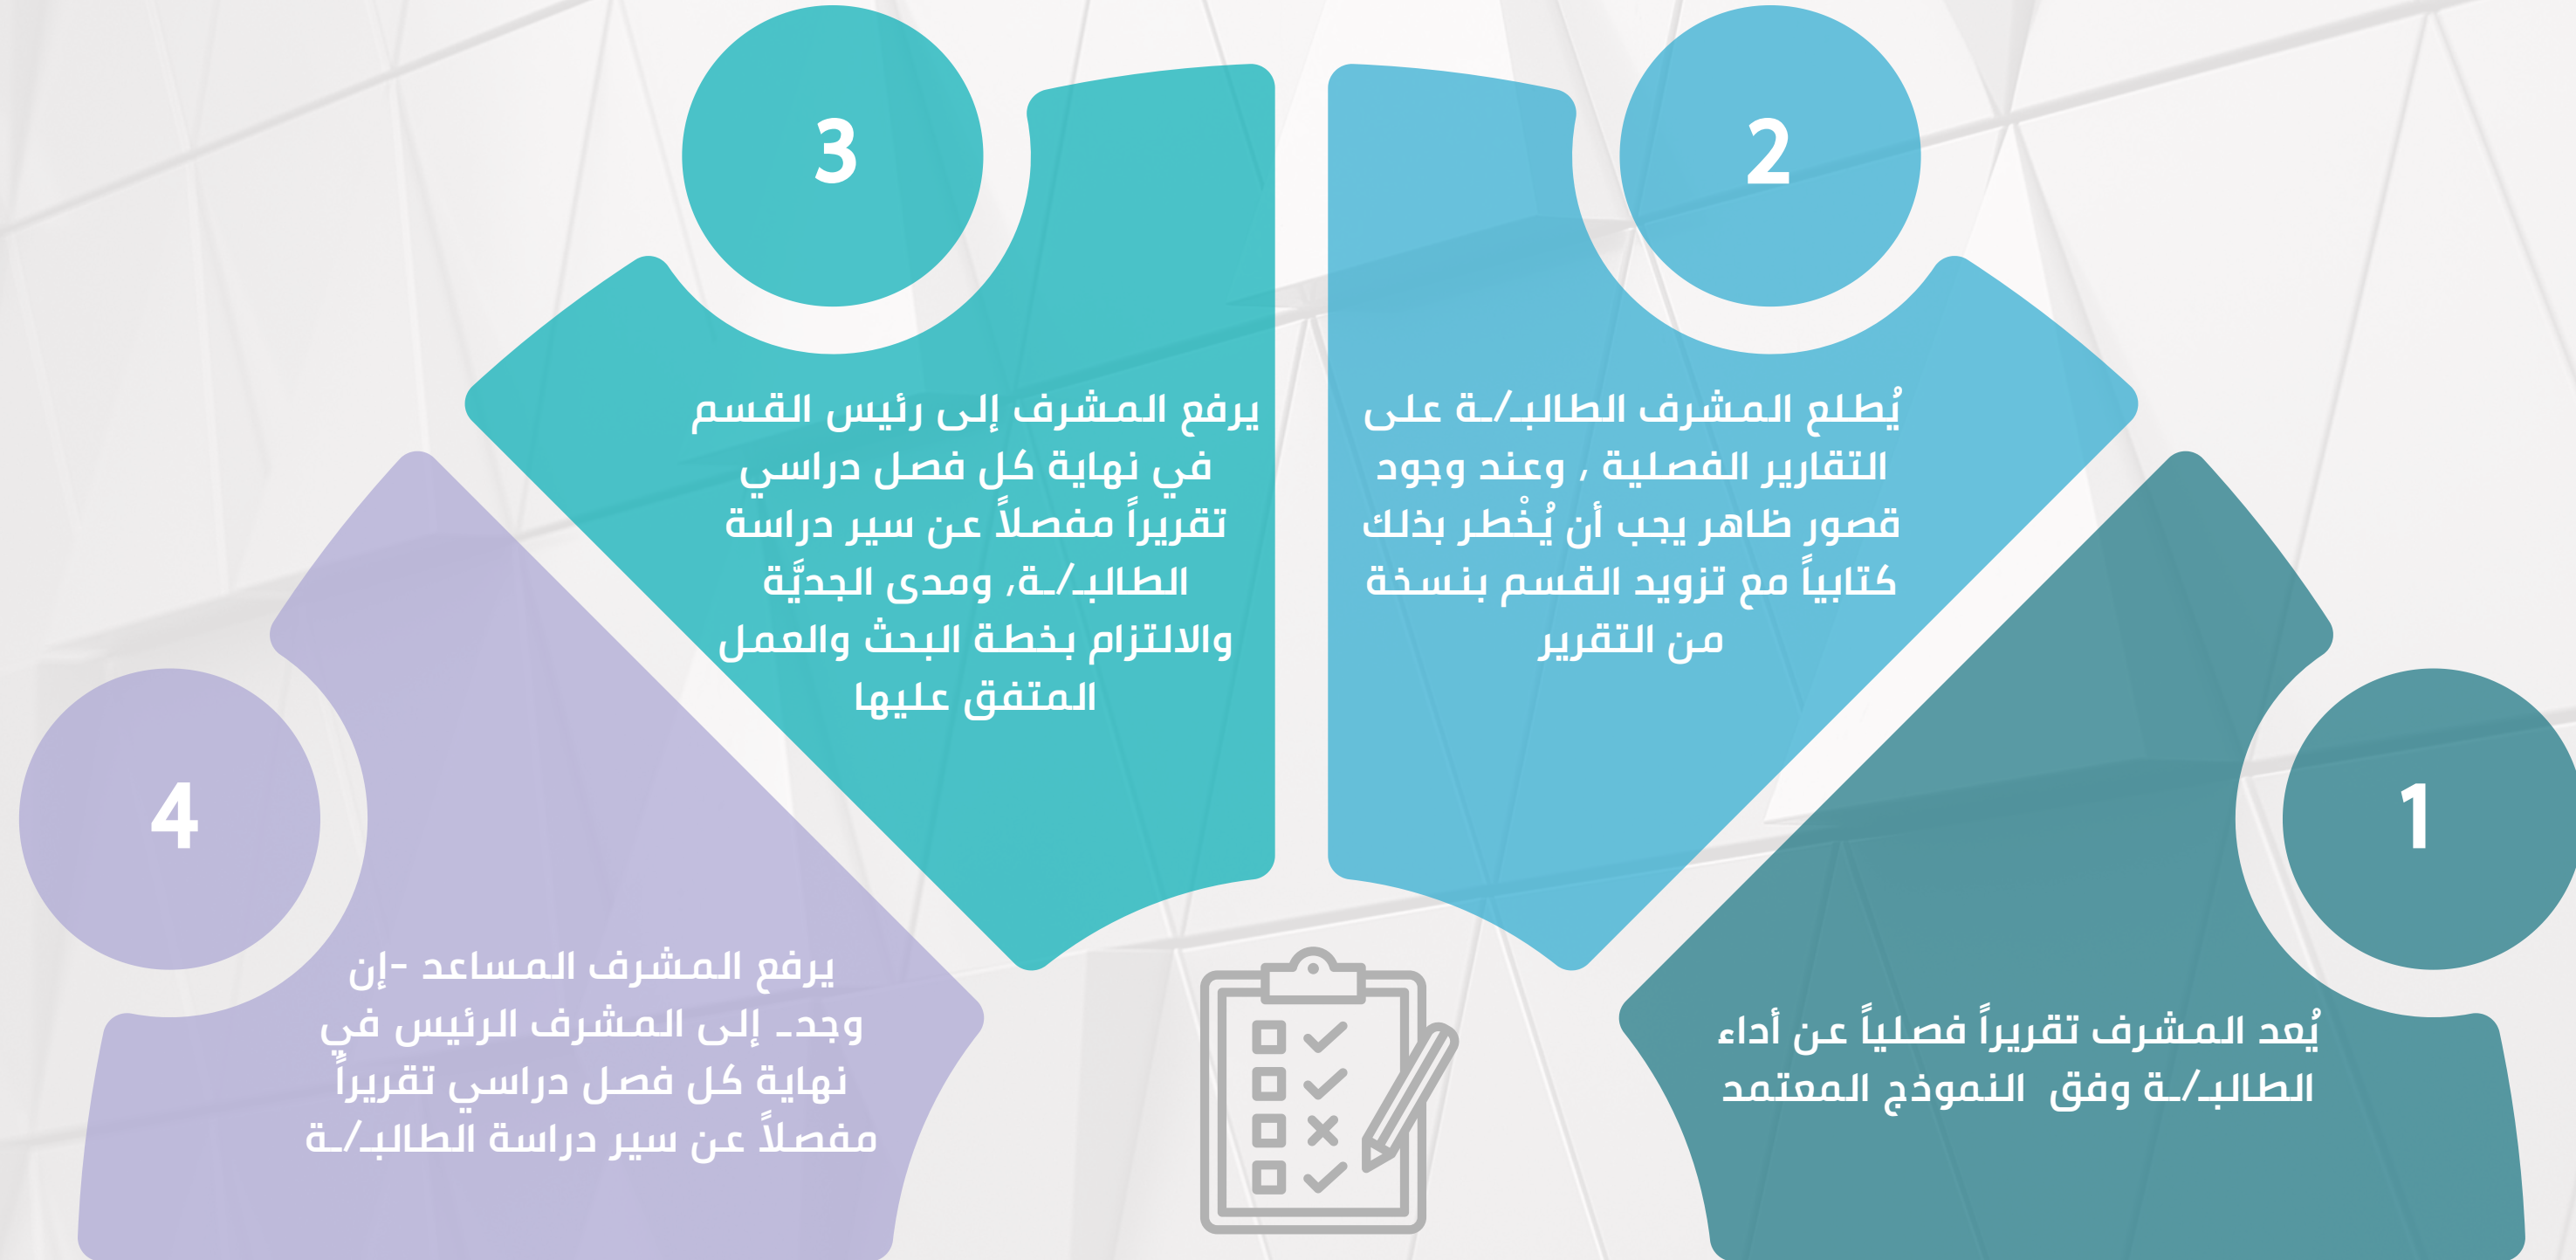 1
يُعد المشرف تقريراً فصلياً عن أداء
الطالبـ/ـة وفق النموذج المعتمد
2
يُطلع المشرف الطالبـ/ـة على
التقارير الفصلية ، وعند وجود
قصور ظاهر يجب أن يُخْطر بذلك
كتابياً مع تزويد القسم بنسخة
من التقرير
3
يرفع المشرف إلى رئيس القسم
في نهاية كل فصل دراسي
تقريراً مفصلاً عن سير دراسة
الطالبـ/ـة، ومدى الجديَّة
والالتزام بخطة البحث والعمل
المتفق عليها
4
يرفع المشرف المساعد -إن
وجدـ إلى المشرف الرئيس في
نهاية كل فصل دراسي تقريراً
مفصلاً عن سير دراسة الطالبـ/ـة